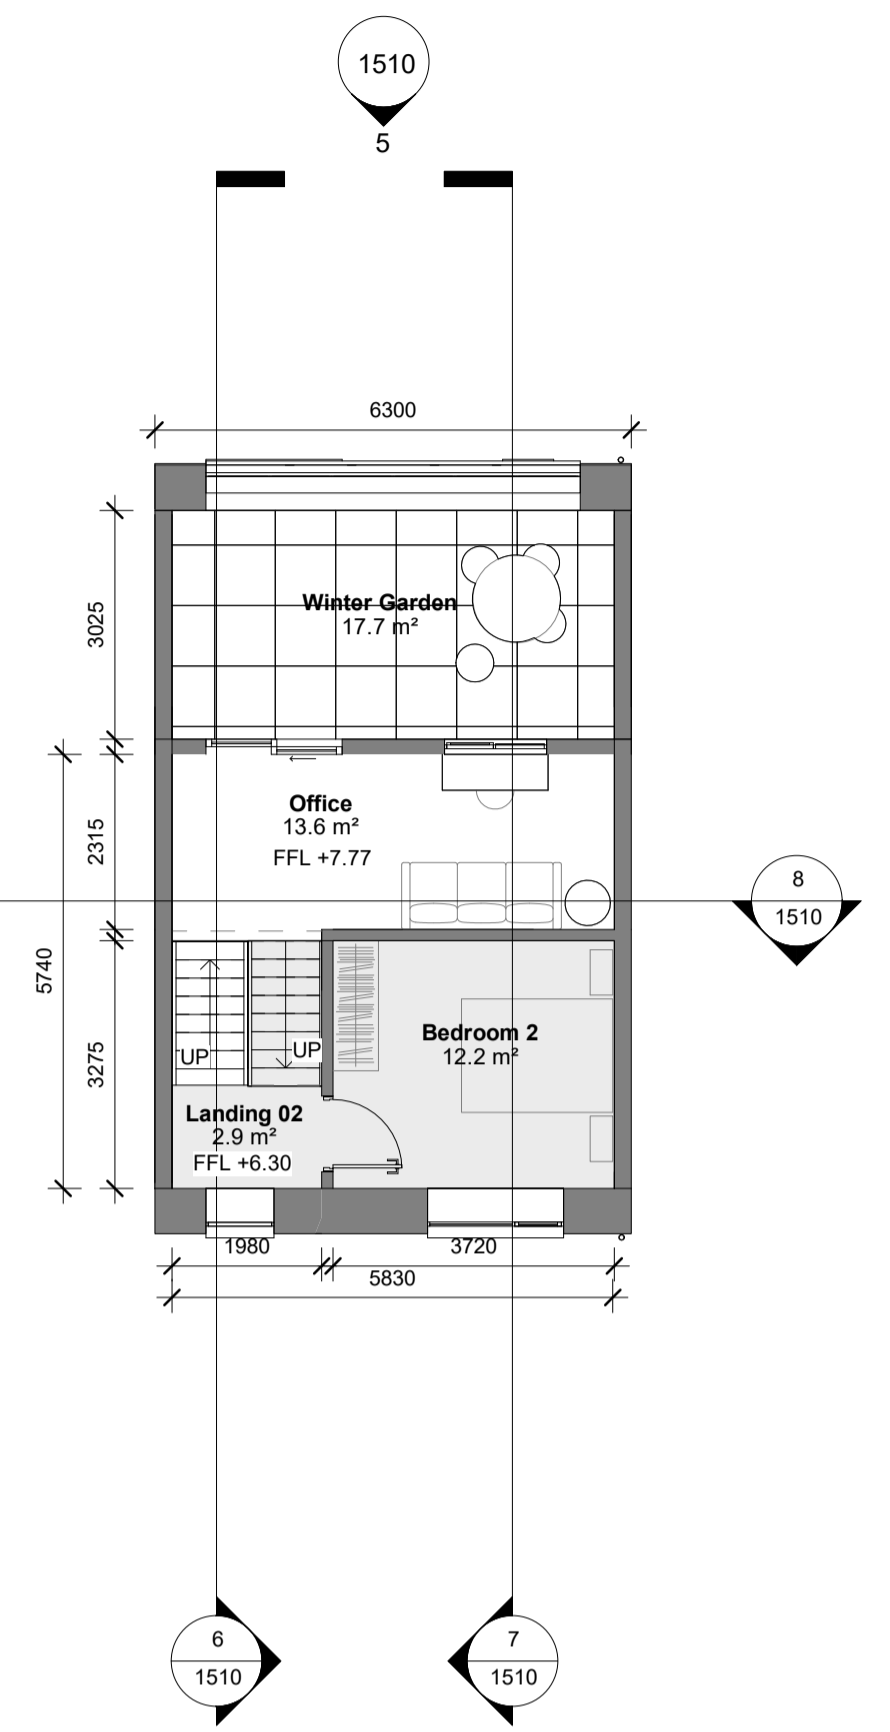 1510
5
6300
3025
Winter Garden
17.7 m²
2315
Office
13.6 m²
FFL +7.77
8
1510
5740
3275
UP
UP
Bedroom 2
12.2 m²
Landing 02
2.9 m²
FFL +6.30
1980
3720
5830
6
1510
7
1510